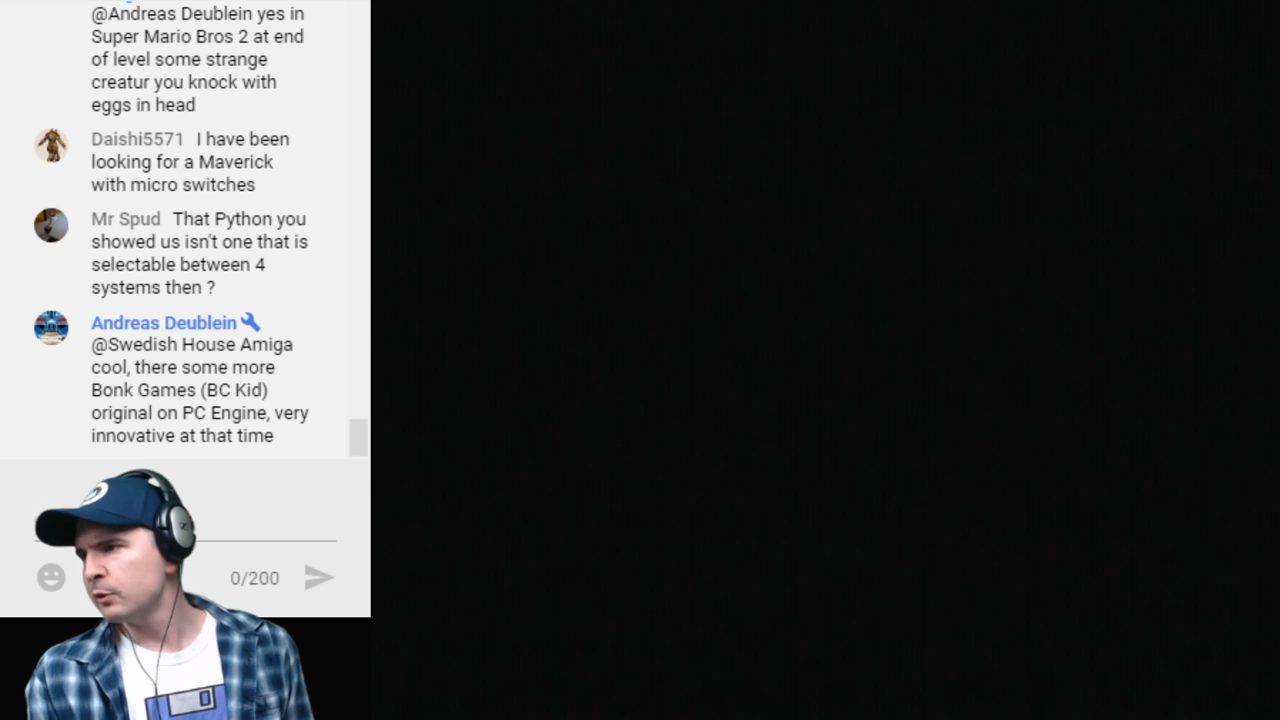 @Andreas Deublein yes in
Super Mario Bros 2 at end
of level some strange
creatur you knock with
eggs in head
Daishi5571 I have been
looking for a Maverick
with micro switches
Mr Spud That Python you
showed us isn't one that is
selectable between 4
systems then ?
Andreas Deublein
@Swedish House Amiga
cool, there some more
Bonk Games (BC Kid)
original on PC Engine, very
innovative at that time
0/200